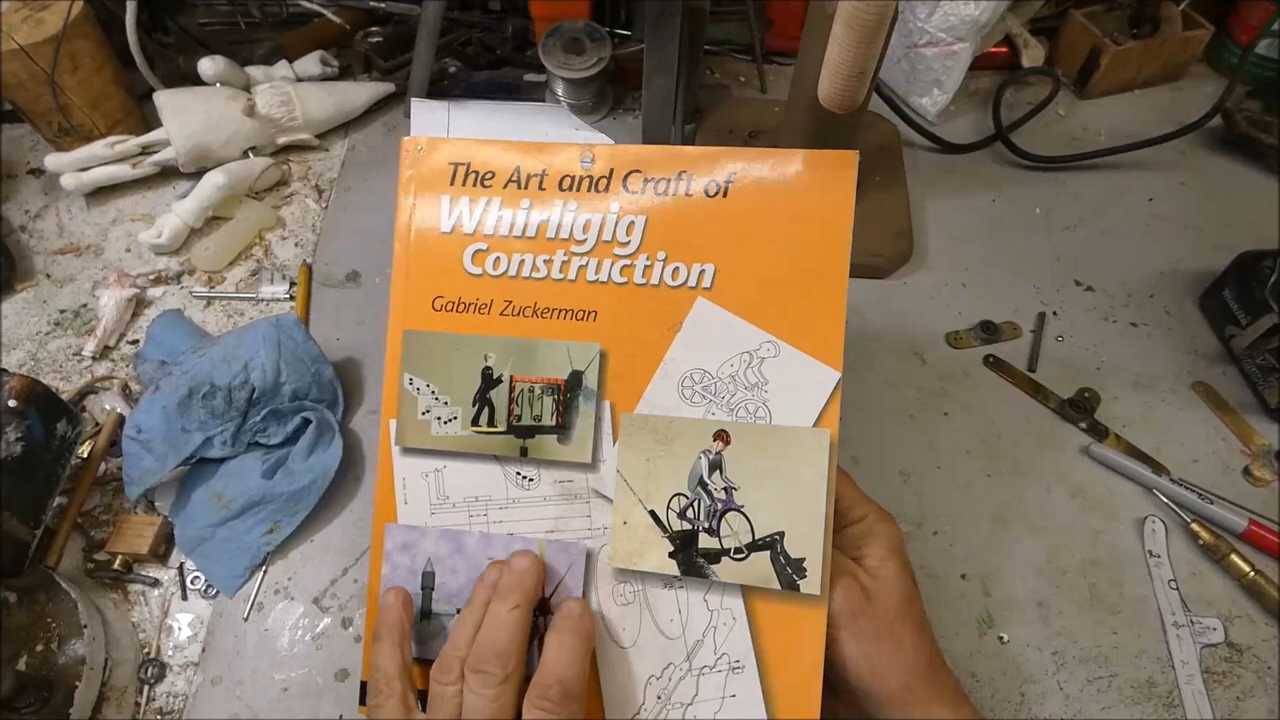 The Art and Craft of
Whirligig
Construction
Gabriel Zuckerman